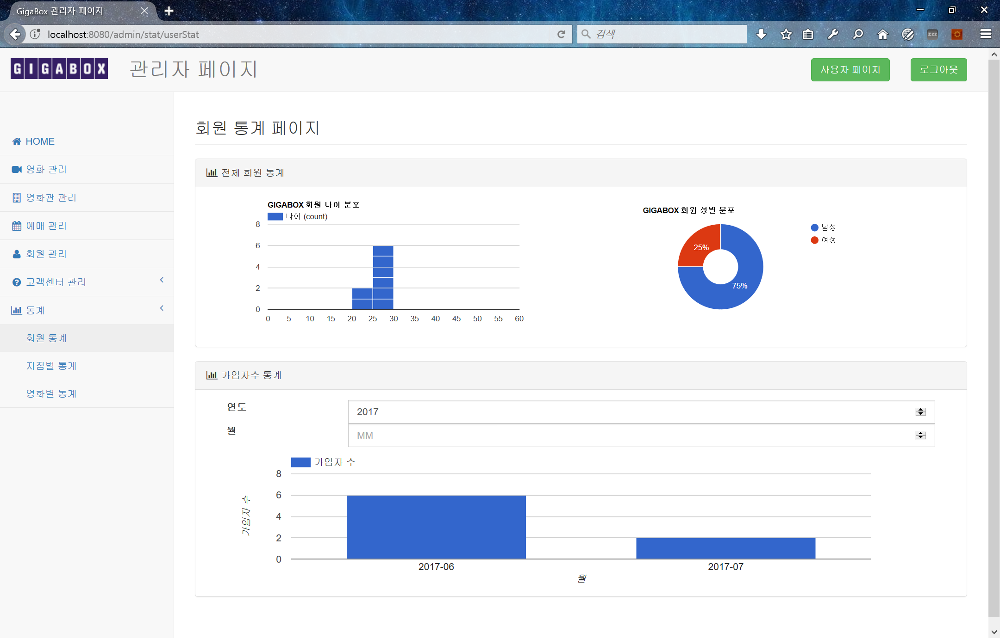 GigaBox 관리자 페이지
localhost:8080/admin/stat/userStat
검색
zzz
GIGABOX
관리자 페이지
사용자 페이지
로그아웃
HOME
영화 관리
영화관 관리
예매 관리
회원 관리
고객센터 관리
통계
회원 통계
지점별 통계
영화별 통계
회원 통계 페이지
전체 회원 통계
GIGABOX 회원 나이 분포
나이 (count)
8
6
4
2
0
0 5 10 15 20 25 30 35 40 45 50 55 60
GIGABOX 회원 성별 분포
남성
여성
25%
75%
가입자수 통계
연도
2017
월
MM
가입자 수
8
6
4
2
0
가입자 수
2017-06 2017-07
월